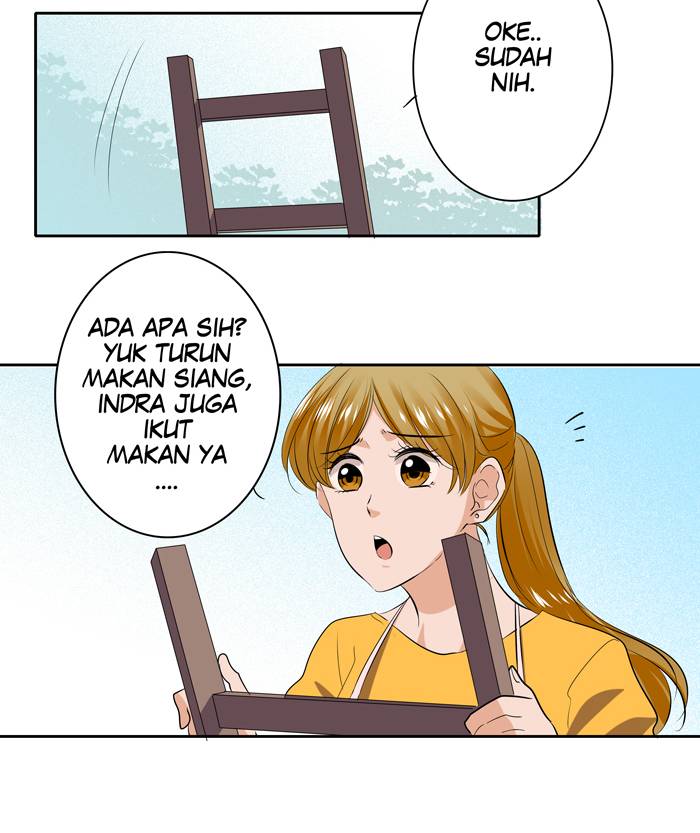 OKE..
SUDAH
NIH.
ADA APA SIH?
YUK TURUN
MAKAN SIANG,
INDRA JUGA
IKUT
MAKAN YA
....